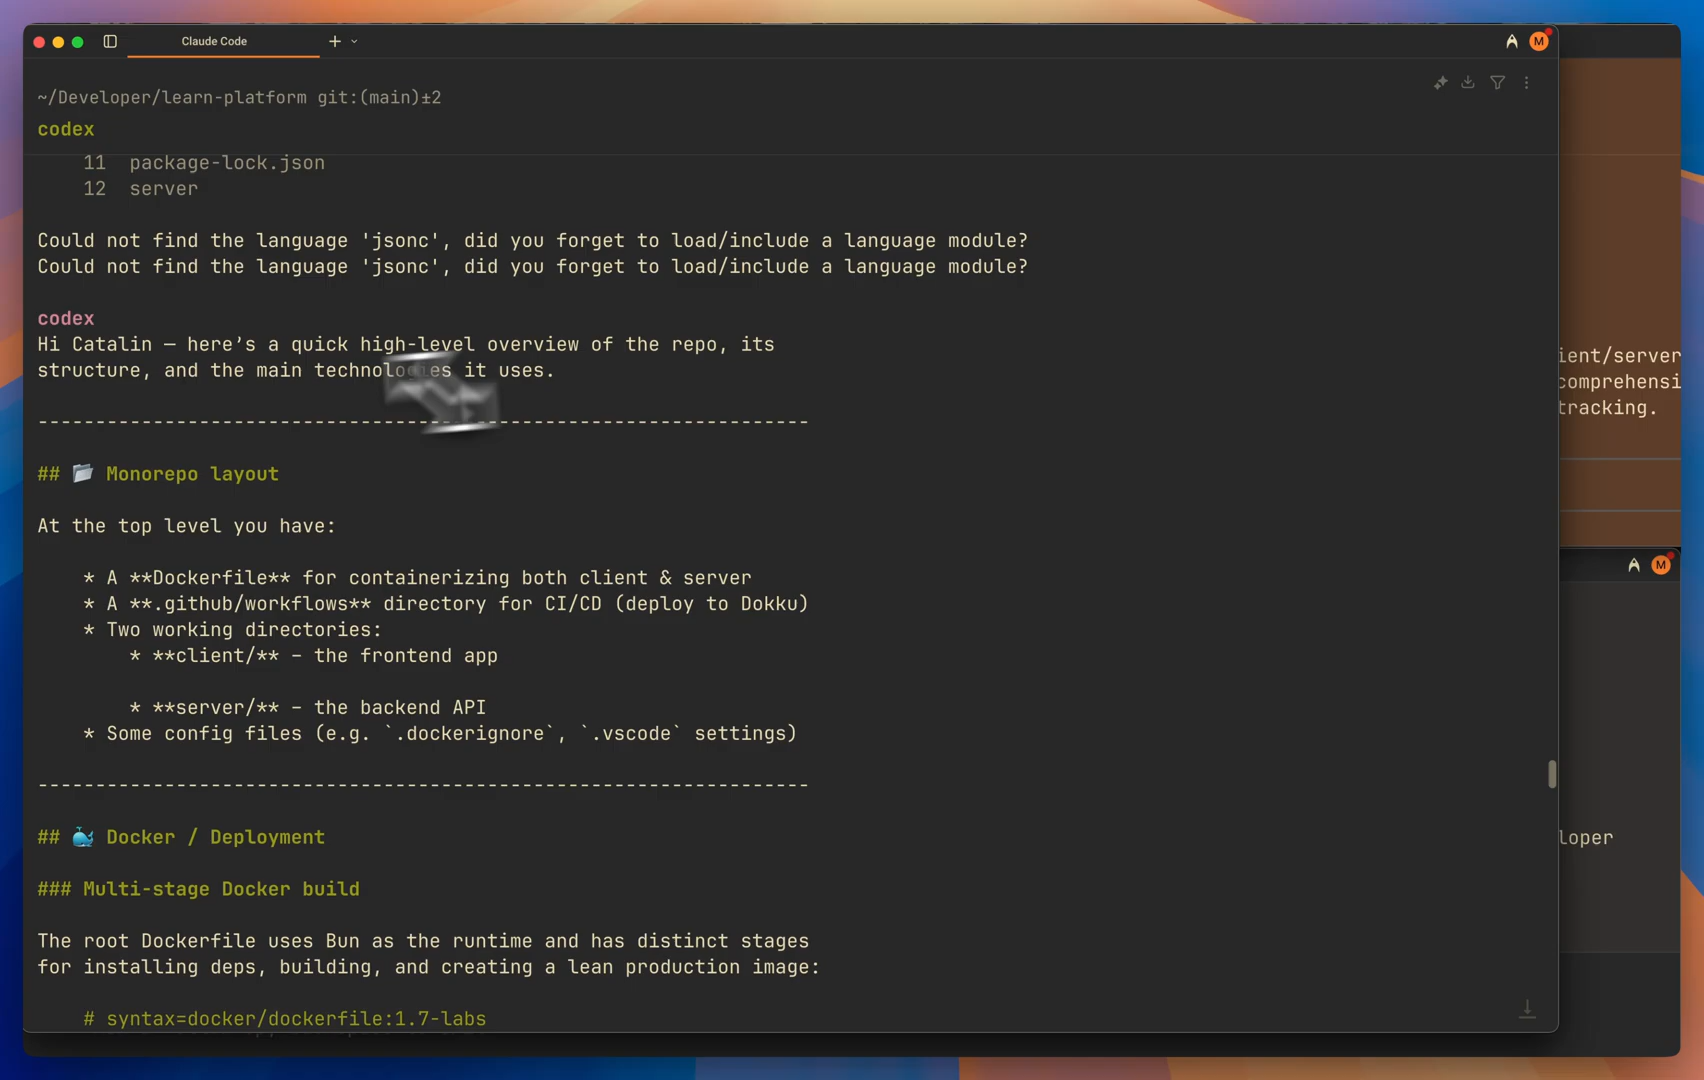 Claude Code
M
~/Developer/learn-platform git:(main)±2
codex
11 package-lock.json
12 server
Could not find the language 'jsonc', did you forget to load/include a language module?
Could not find the language 'jsonc', did you forget to load/include a language module?
codex
Hi Catalin – here’s a quick high-level overview of the repo, its
structure, and the main technologies it uses.
--------------------------------------------------------------------
## 📂 Monorepo layout
At the top level you have:
* A **Dockerfile** for containerizing both client & server
* A **.github/workflows** directory for CI/CD (deploy to Dokku)
* Two working directories:
* **client/** – the frontend app
* **server/** – the backend API
* Some config files (e.g. `.dockerignore`, `.vscode` settings)
--------------------------------------------------------------------
## 🐳 Docker / Deployment
### Multi-stage Docker build
The root Dockerfile uses Bun as the runtime and has distinct stages
for installing deps, building, and creating a lean production image:
# syntax=docker/dockerfile:1.7-labs
ient/server
comprehensi
tracking.
M
loper